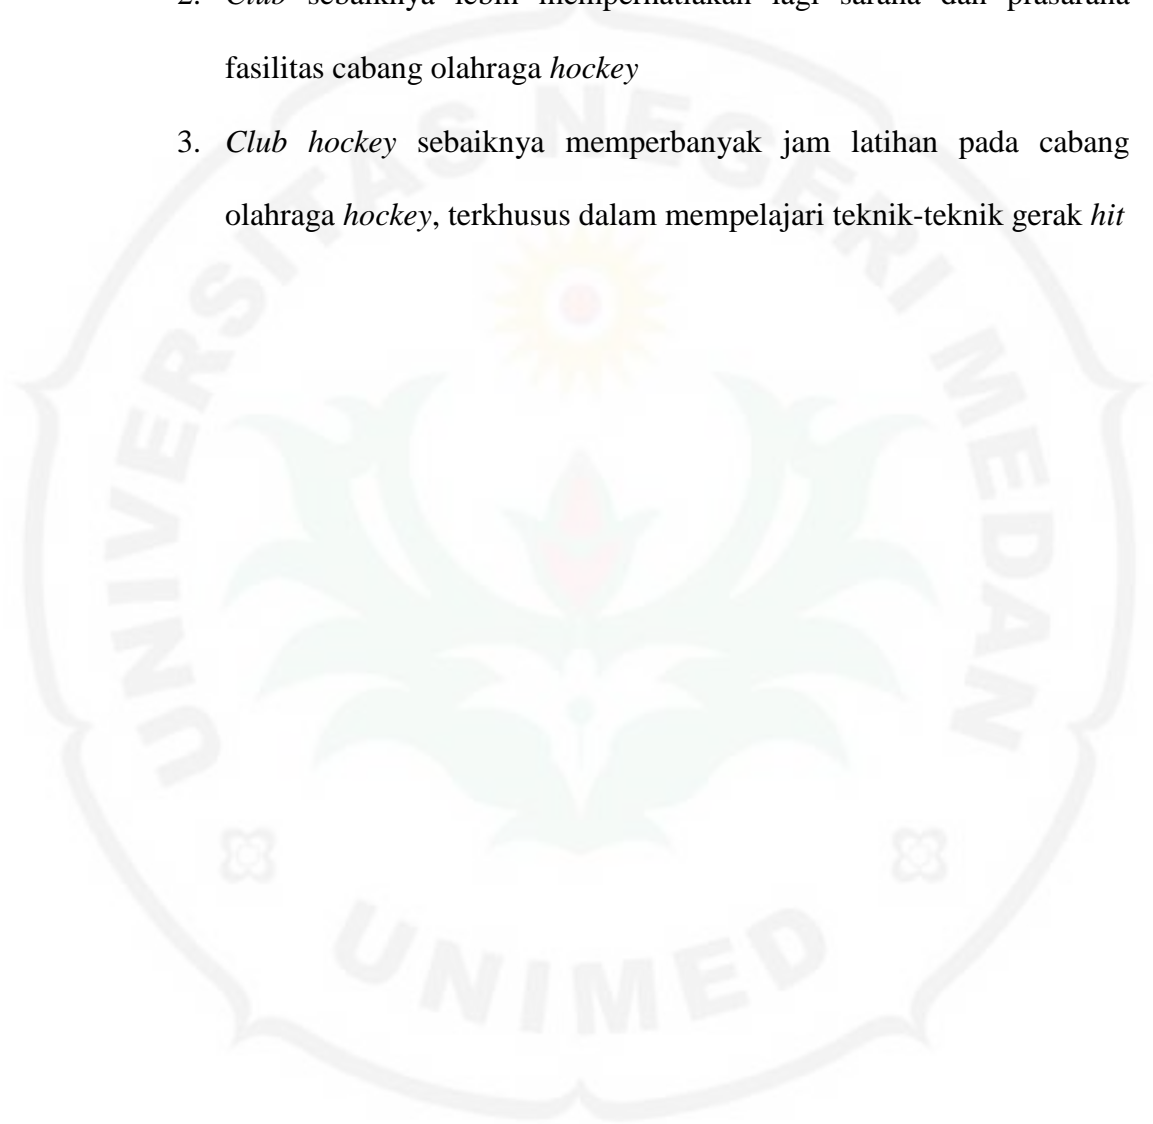 2. Club sebaiknya lebih memperhatiakan lagi sarana dan prasarana
fasilitas cabang olahraga hockey
3. Club hockey sebaiknya memperbanyak jam latihan pada cabang
olahraga hockey, terkhusus dalam mempelajari teknik-teknik gerak hit
UNIVERSITAS NEGERI MEDAN
UNIMED